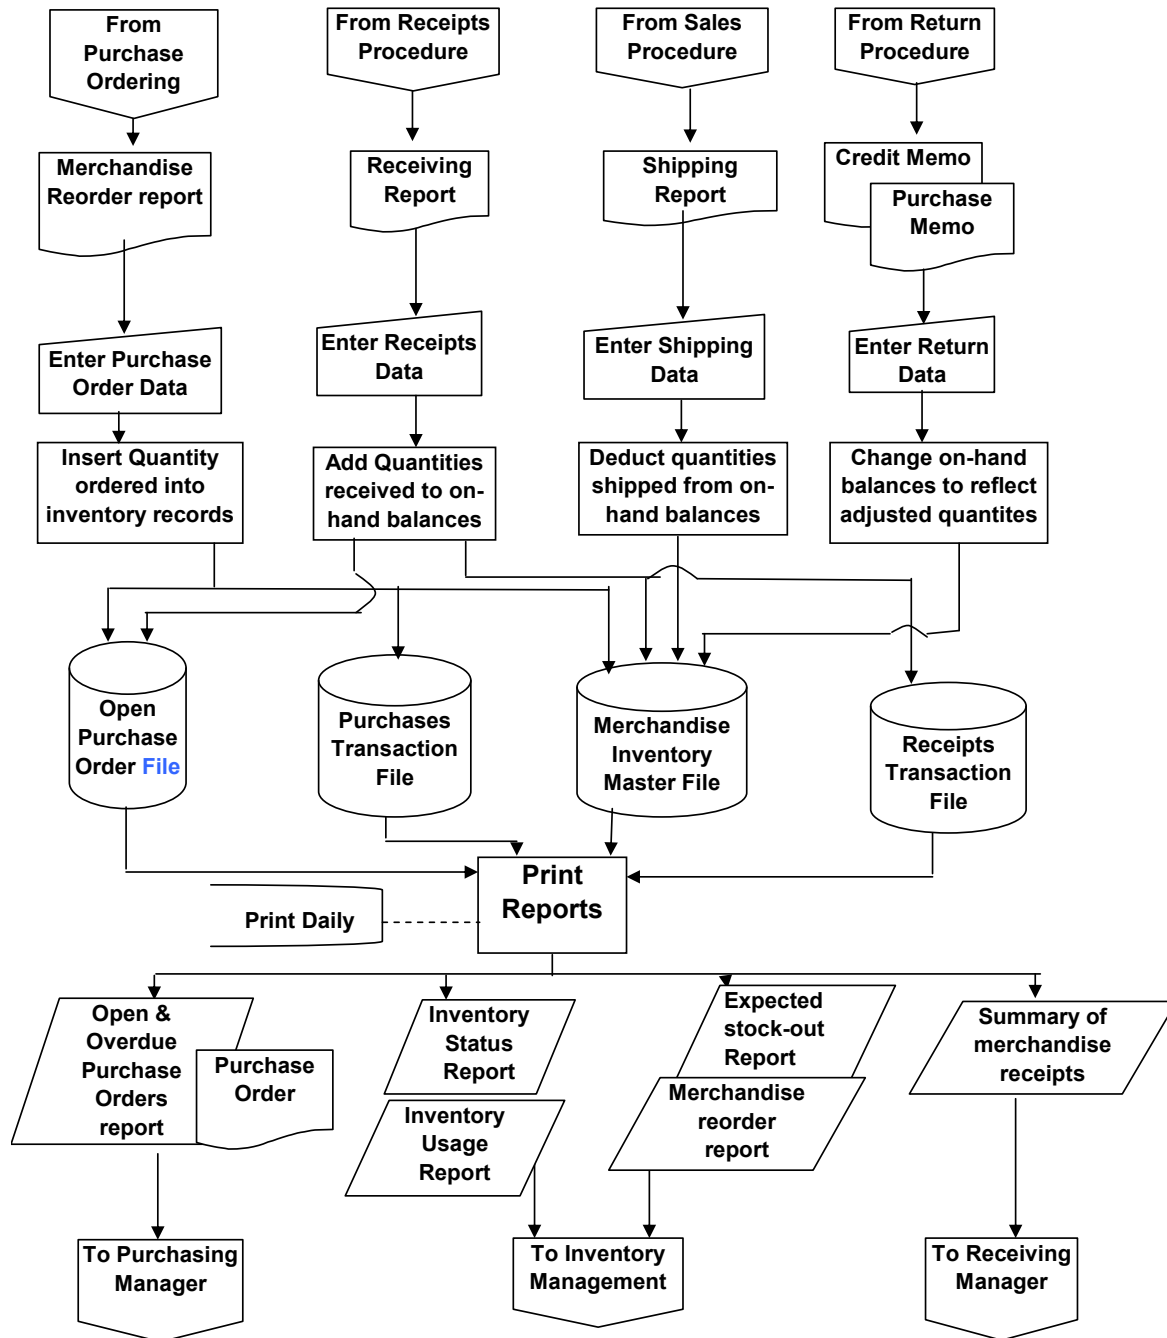 From
Purchase
Ordering
From Receipts
Procedure
From Sales
Procedure
From Return
Procedure
Merchandise
Reorder report
Receiving
Report
Shipping
Report
Credit Memo
Purchase
Memo
Enter Purchase
Order Data
Enter Receipts
Data
Enter Shipping
Data
Enter Return
Data
Insert Quantity
ordered into
inventory records
Add Quantities
received to on-
hand balances
Deduct quantities
shipped from on-
hand balances
Change on-hand
balances to reflect
adjusted quantites
Open
Purchase
Order File
Purchases
Transaction
File
Merchandise
Inventory
Master File
Receipts
Transaction
File
Print
Reports
Print Daily
Open &
Overdue
Purchase
Orders
report
Purchase
Order
Inventory
Status
Report
Inventory
Usage
Report
Expected
stock-out
Report
Merchandise
reorder
report
Summary of
merchandise
receipts
To Purchasing
Manager
To Inventory
Management
To Receiving
Manager